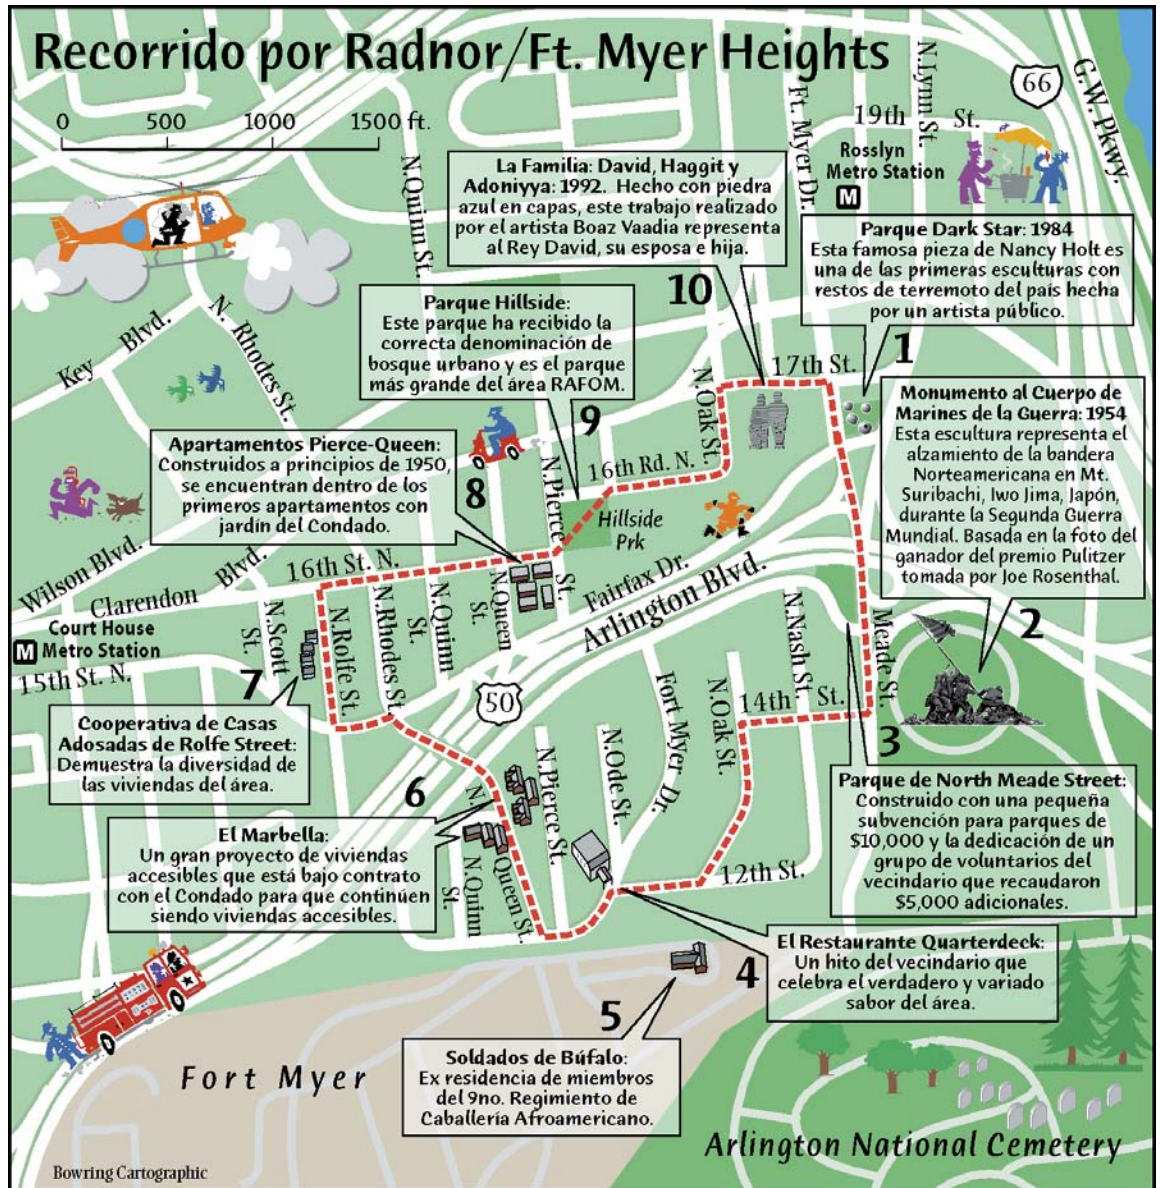 Recorrido por Radnor/Ft. Myer Heights
0 500 1000 1500 ft.
66
G.W. Pkwy.
N. Lynn St.
19th St.
Ft. Myer Dr.
Rosslyn
Metro Station
M
N. Quinn St.
La Familia: David, Haggit y
Adoniyya: 1992. Hecho con piedra
azul en capas, este trabajo realizado
por el artista Boaz Vaadia representa
al Rey David, su esposa e hija.
10
Parque Dark Star: 1984
Esta famosa pieza de Nancy Holt es
una de las primeras esculturas con
restos de terremoto del país hecha
por un artista público.
1
Parque Hillside:
Este parque ha recibido la
correcta denominación de
bosque urbano y es el parque
más grande del área RAFOM.
9
Key Blvd.
N. Rhodes St.
17th St.
N. Oak St.
Monumento al Cuerpo de
Marines de la Guerra: 1954
Esta escultura representa el
alzamiento de la bandera
Norteamericana en Mt.
Suribachi, Iwo Jima, Japón,
durante la Segunda Guerra
Mundial. Basada en la foto del
ganador del premio Pulitzer
tomada por Joe Rosenthal.
2
Apartamentos Pierce-Queen:
Construidos a principios de 1950,
se encuentran dentro de los
primeros apartamentos con
jardín del Condado.
8
N. Pierce St.
16th Rd. N.
Hillside
Prk
Fairfax Dr.
Arlington Blvd.
Wilson Blvd.
Clarendon Blvd.
16th St. N.
Court House
M Metro Station
15th St. N.
N. Scott St.
N. Rolfe St.
N. Rhodes St.
N. Quinn St.
N. Queen St.
50
N. Nash St.
Meade St.
14th St.
N. Oak St.
Fort Myer Dr.
N. Ode St.
N. Pierce St.
12th St.
7
Cooperativa de Casas
Adosadas de Rolfe Street:
Demuestra la diversidad de
las viviendas del área.
3
Parque de North Meade Street:
Construido con una pequeña
subvención para parques de
$10,000 y la dedicación de un
grupo de voluntarios del
vecindario que recaudaron
$5,000 adicionales.
6
El Marbella:
Un gran proyecto de viviendas
accesibles que está bajo contrato
con el Condado para que continúen
siendo viviendas accesibles.
N. Queen St.
N. Quinn St.
El Restaurante Quarterdeck:
Un hito del vecindario que
celebra el verdadero y variado
sabor del área.
4
5
Soldados de Búfalo:
Ex residencia de miembros
del 9no. Regimiento de
Caballería Afroamericano.
Fort Myer
Arlington National Cemetery
Bowring Cartographic